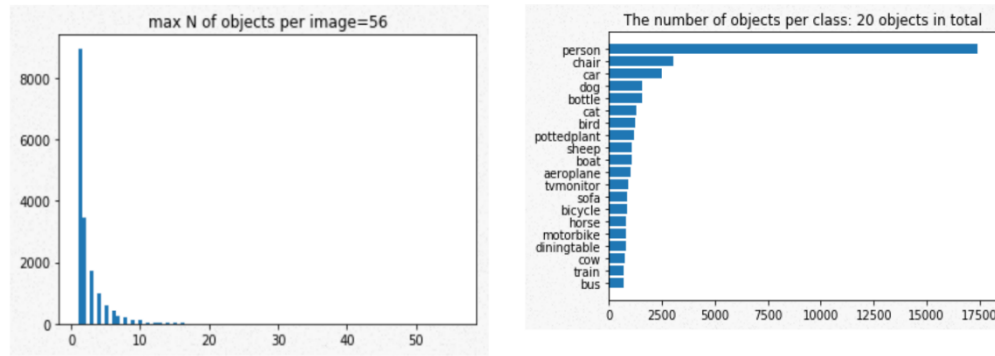 max N of objects per image=56
8000
6000
4000
2000
0
0 10 20 30 40 50
The number of objects per class: 20 objects in total
person
chair
car
dog
bottle
cat
bird
pottedplant
sheep
boat
aeroplane
tvmonitor
sofa
bicycle
horse
motorbike
diningtable
cow
train
bus
0 2500 5000 7500 10000 12500 15000 17500